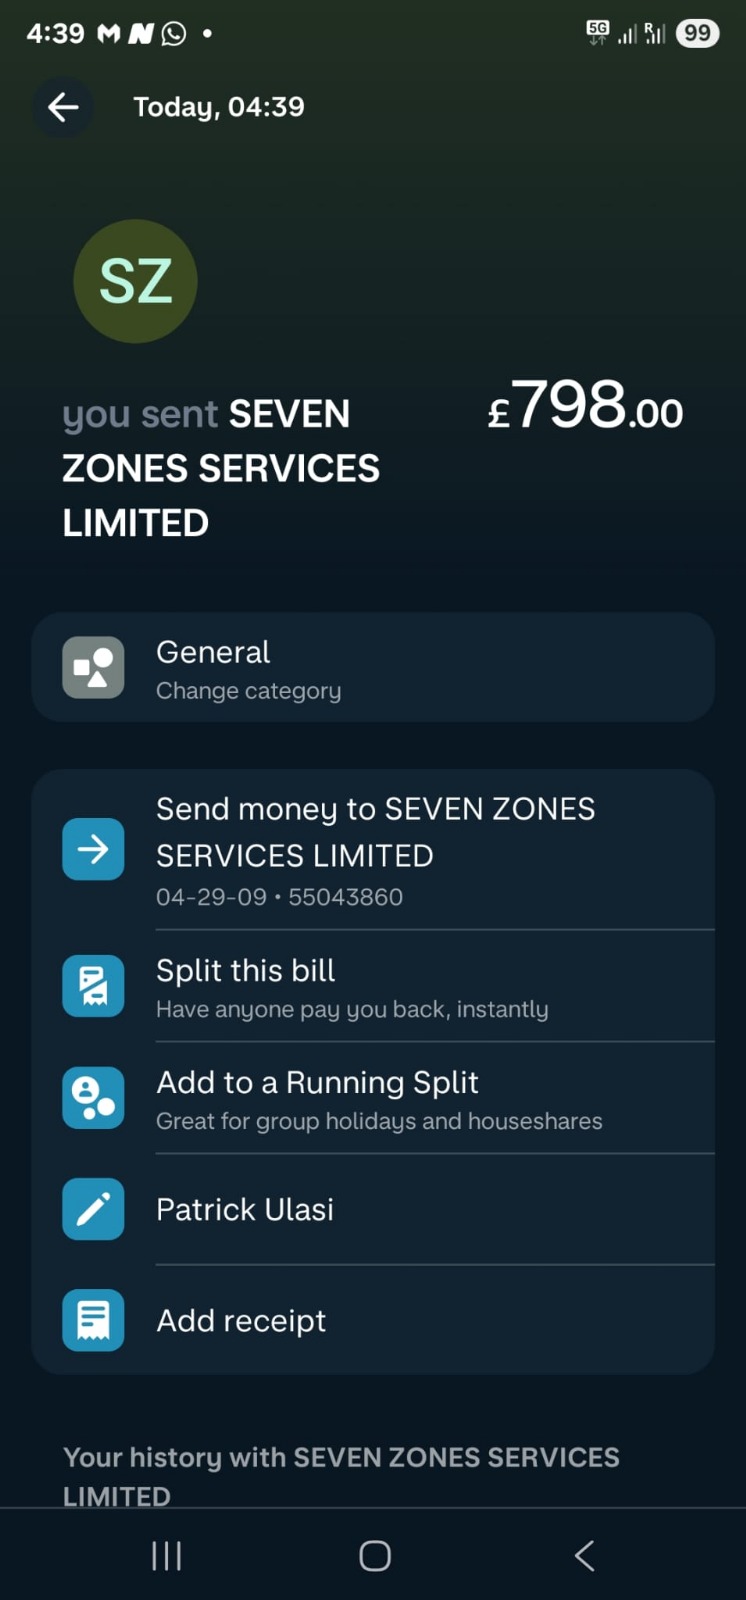 4:39
5G R 99
Today, 04:39
SZ
you sent SEVEN
ZONES SERVICES
LIMITED
£798.00
General
Change category
Send money to SEVEN ZONES
SERVICES LIMITED
04-29-09 • 55043860
Split this bill
Have anyone pay you back, instantly
Add to a Running Split
Great for group holidays and houseshares
Patrick Ulasi
Add receipt
Your history with SEVEN ZONES SERVICES
LIMITED